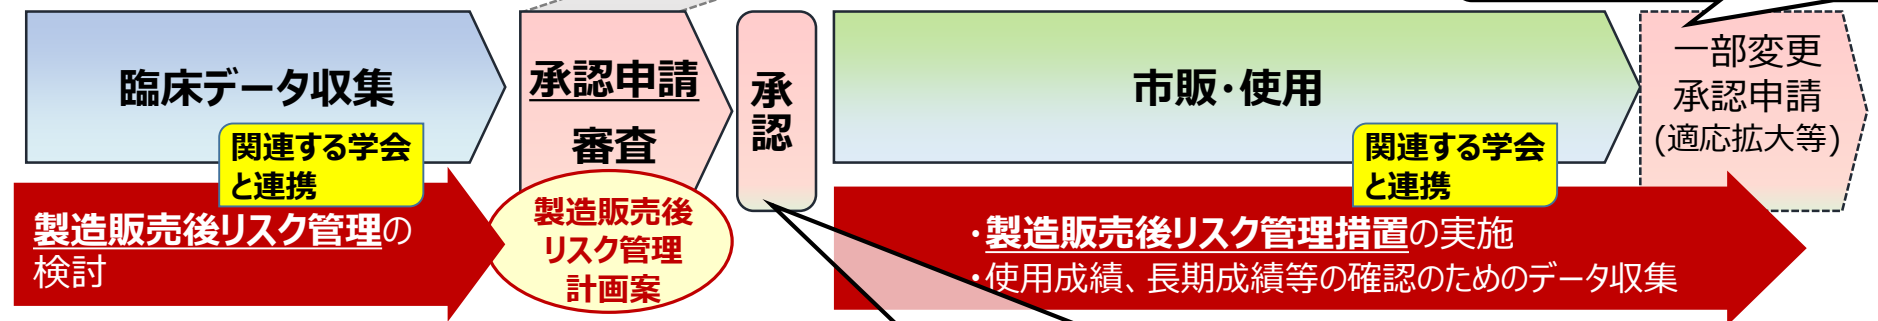 臨床データ収集
関連する学会
と連携
製造販売後リスク管理の
検討
承認申請
審査
製造販売後
リスク管理
計画案
承
認
市販・使用
関連する学会
と連携
・製造販売後リスク管理措置の実施
・使用成績、長期成績等の確認のためのデータ収集
一部変更
承認申請
(適応拡大等)